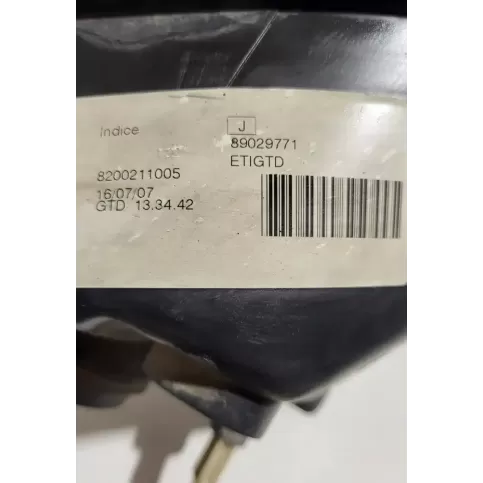 Indice
J
89029771
ETIGTD
8200211005
16/07/07
GTD 13.34.42